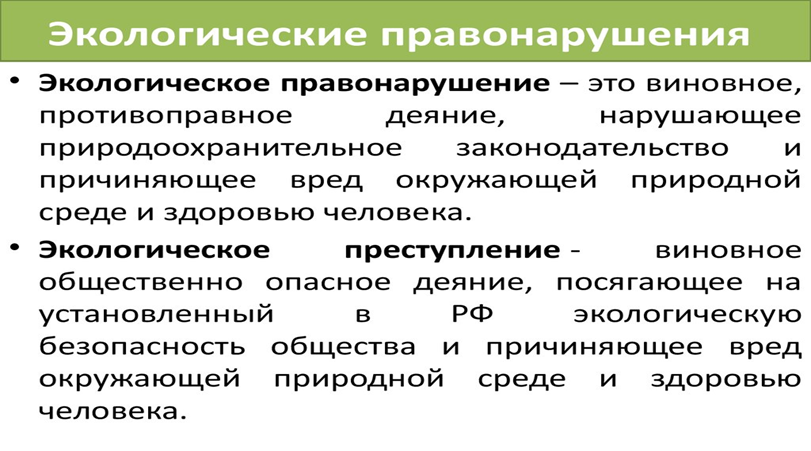 Экологические правонарушения
• Экологическое правонарушение – это виновное,
противоправное деяние, нарушающее
природоохранительное законодательство и
причиняющее вред окружающей природной
среде и здоровью человека.
• Экологическое преступление - виновное
общественно опасное деяние, посягающее на
установленный в РФ экологическую
безопасность общества и причиняющее вред
окружающей природной среде и здоровью
человека.